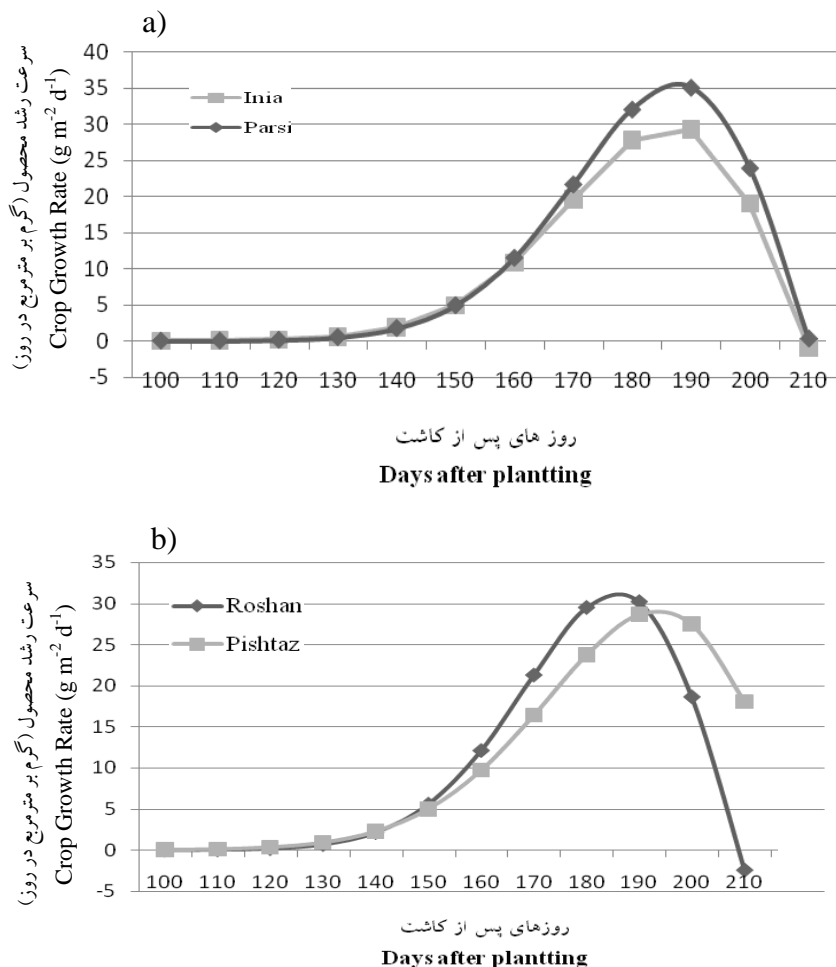 a)
سرعت رشد محصول (گرم بر مترمربع در روز)
Crop Growth Rate (g m⁻² d⁻¹)
40
35
30
25
20
15
10
5
0
-5
Inia
Parsi
100 110 120 130 140 150 160 170 180 190 200 210
روز های پس از کاشت
Days after plantting
b)
سرعت رشد محصول (گرم بر مترمربع در روز)
Crop Growth Rate (g m⁻² d⁻¹)
35
30
25
20
15
10
5
0
-5
Roshan
Pishtaz
100 110 120 130 140 150 160 170 180 190 200 210
روزهای پس از کاشت
Days after plantting